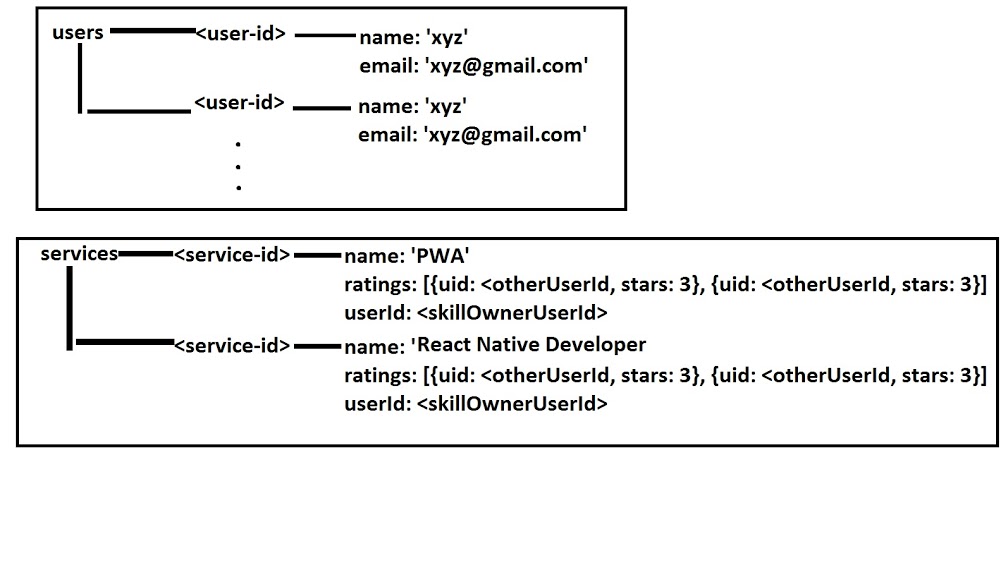 users <user-id> name: 'xyz'
email: 'xyz@gmail.com'
<user-id> name: 'xyz'
email: 'xyz@gmail.com'
services <service-id> name: 'PWA'
ratings: [{uid: <otherUserId, stars: 3}, {uid: <otherUserId, stars: 3}]
userId: <skillOwnerUserId>
<service-id> name: 'React Native Developer
ratings: [{uid: <otherUserId, stars: 3}, {uid: <otherUserId, stars: 3}]
userId: <skillOwnerUserId>